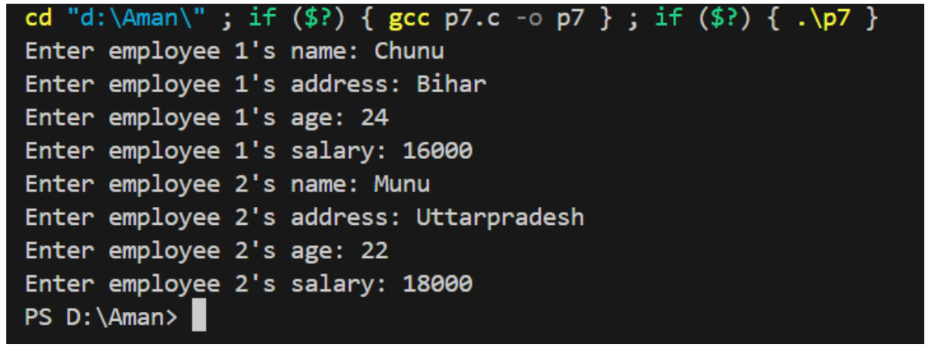 cd "d:\Aman\" ; if ($?) { gcc p7.c -o p7 } ; if ($?) { .\p7 }
Enter employee 1's name: Chunu
Enter employee 1's address: Bihar
Enter employee 1's age: 24
Enter employee 1's salary: 16000
Enter employee 2's name: Munu
Enter employee 2's address: Uttarpradesh
Enter employee 2's age: 22
Enter employee 2's salary: 18000
PS D:\Aman>